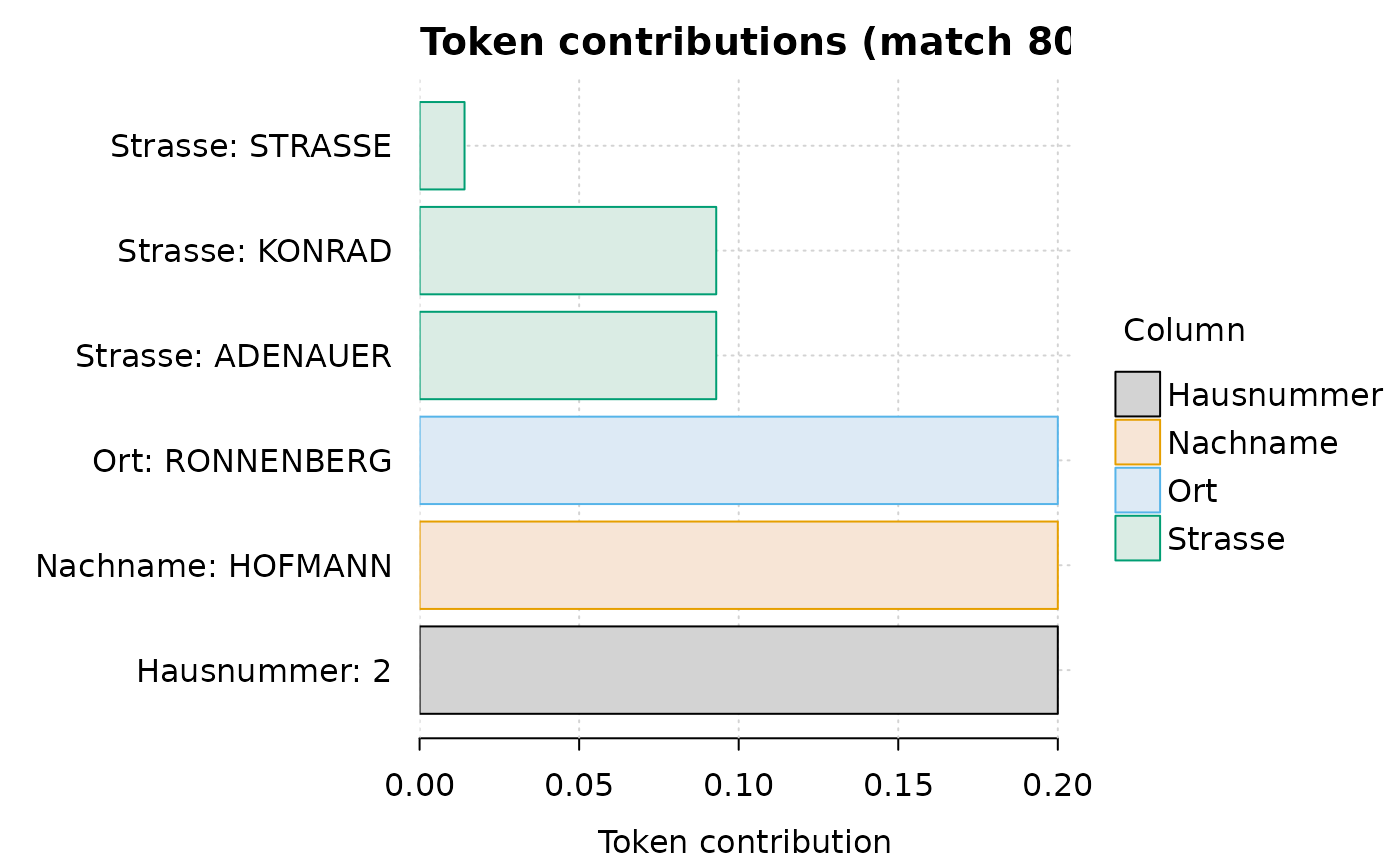 Token contributions (match 80
Strasse: STRASSE
Strasse: KONRAD
Strasse: ADENAUER
Ort: RONNENBERG
Nachname: HOFMANN
Hausnummer: 2
0.00 0.05 0.10 0.15 0.20
Token contribution
Column
Hausnummer
Nachname
Ort
Strasse